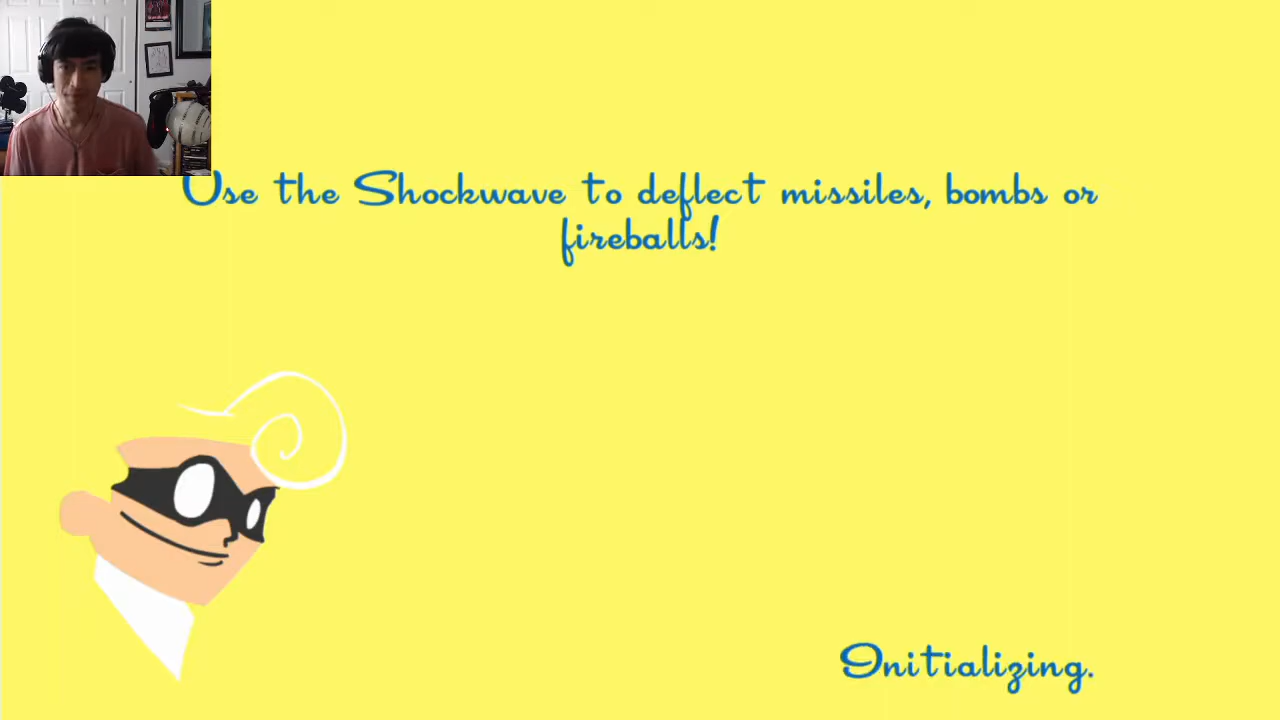 Use the Shockwave to deflect missiles, bombs or
fireballs!
Initializing.